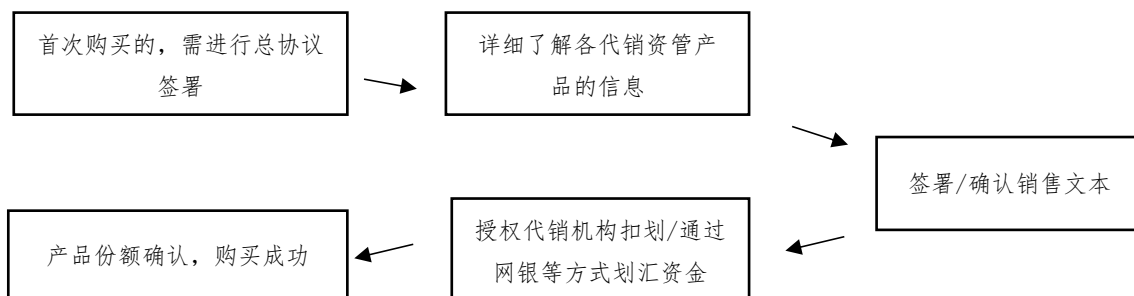 首次购买的，需进行总协议
签署
详细了解各代销资管产
品的信息
签署/确认销售文本
授权代销机构扣划/通过
网银等方式划汇资金
产品份额确认，购买成功